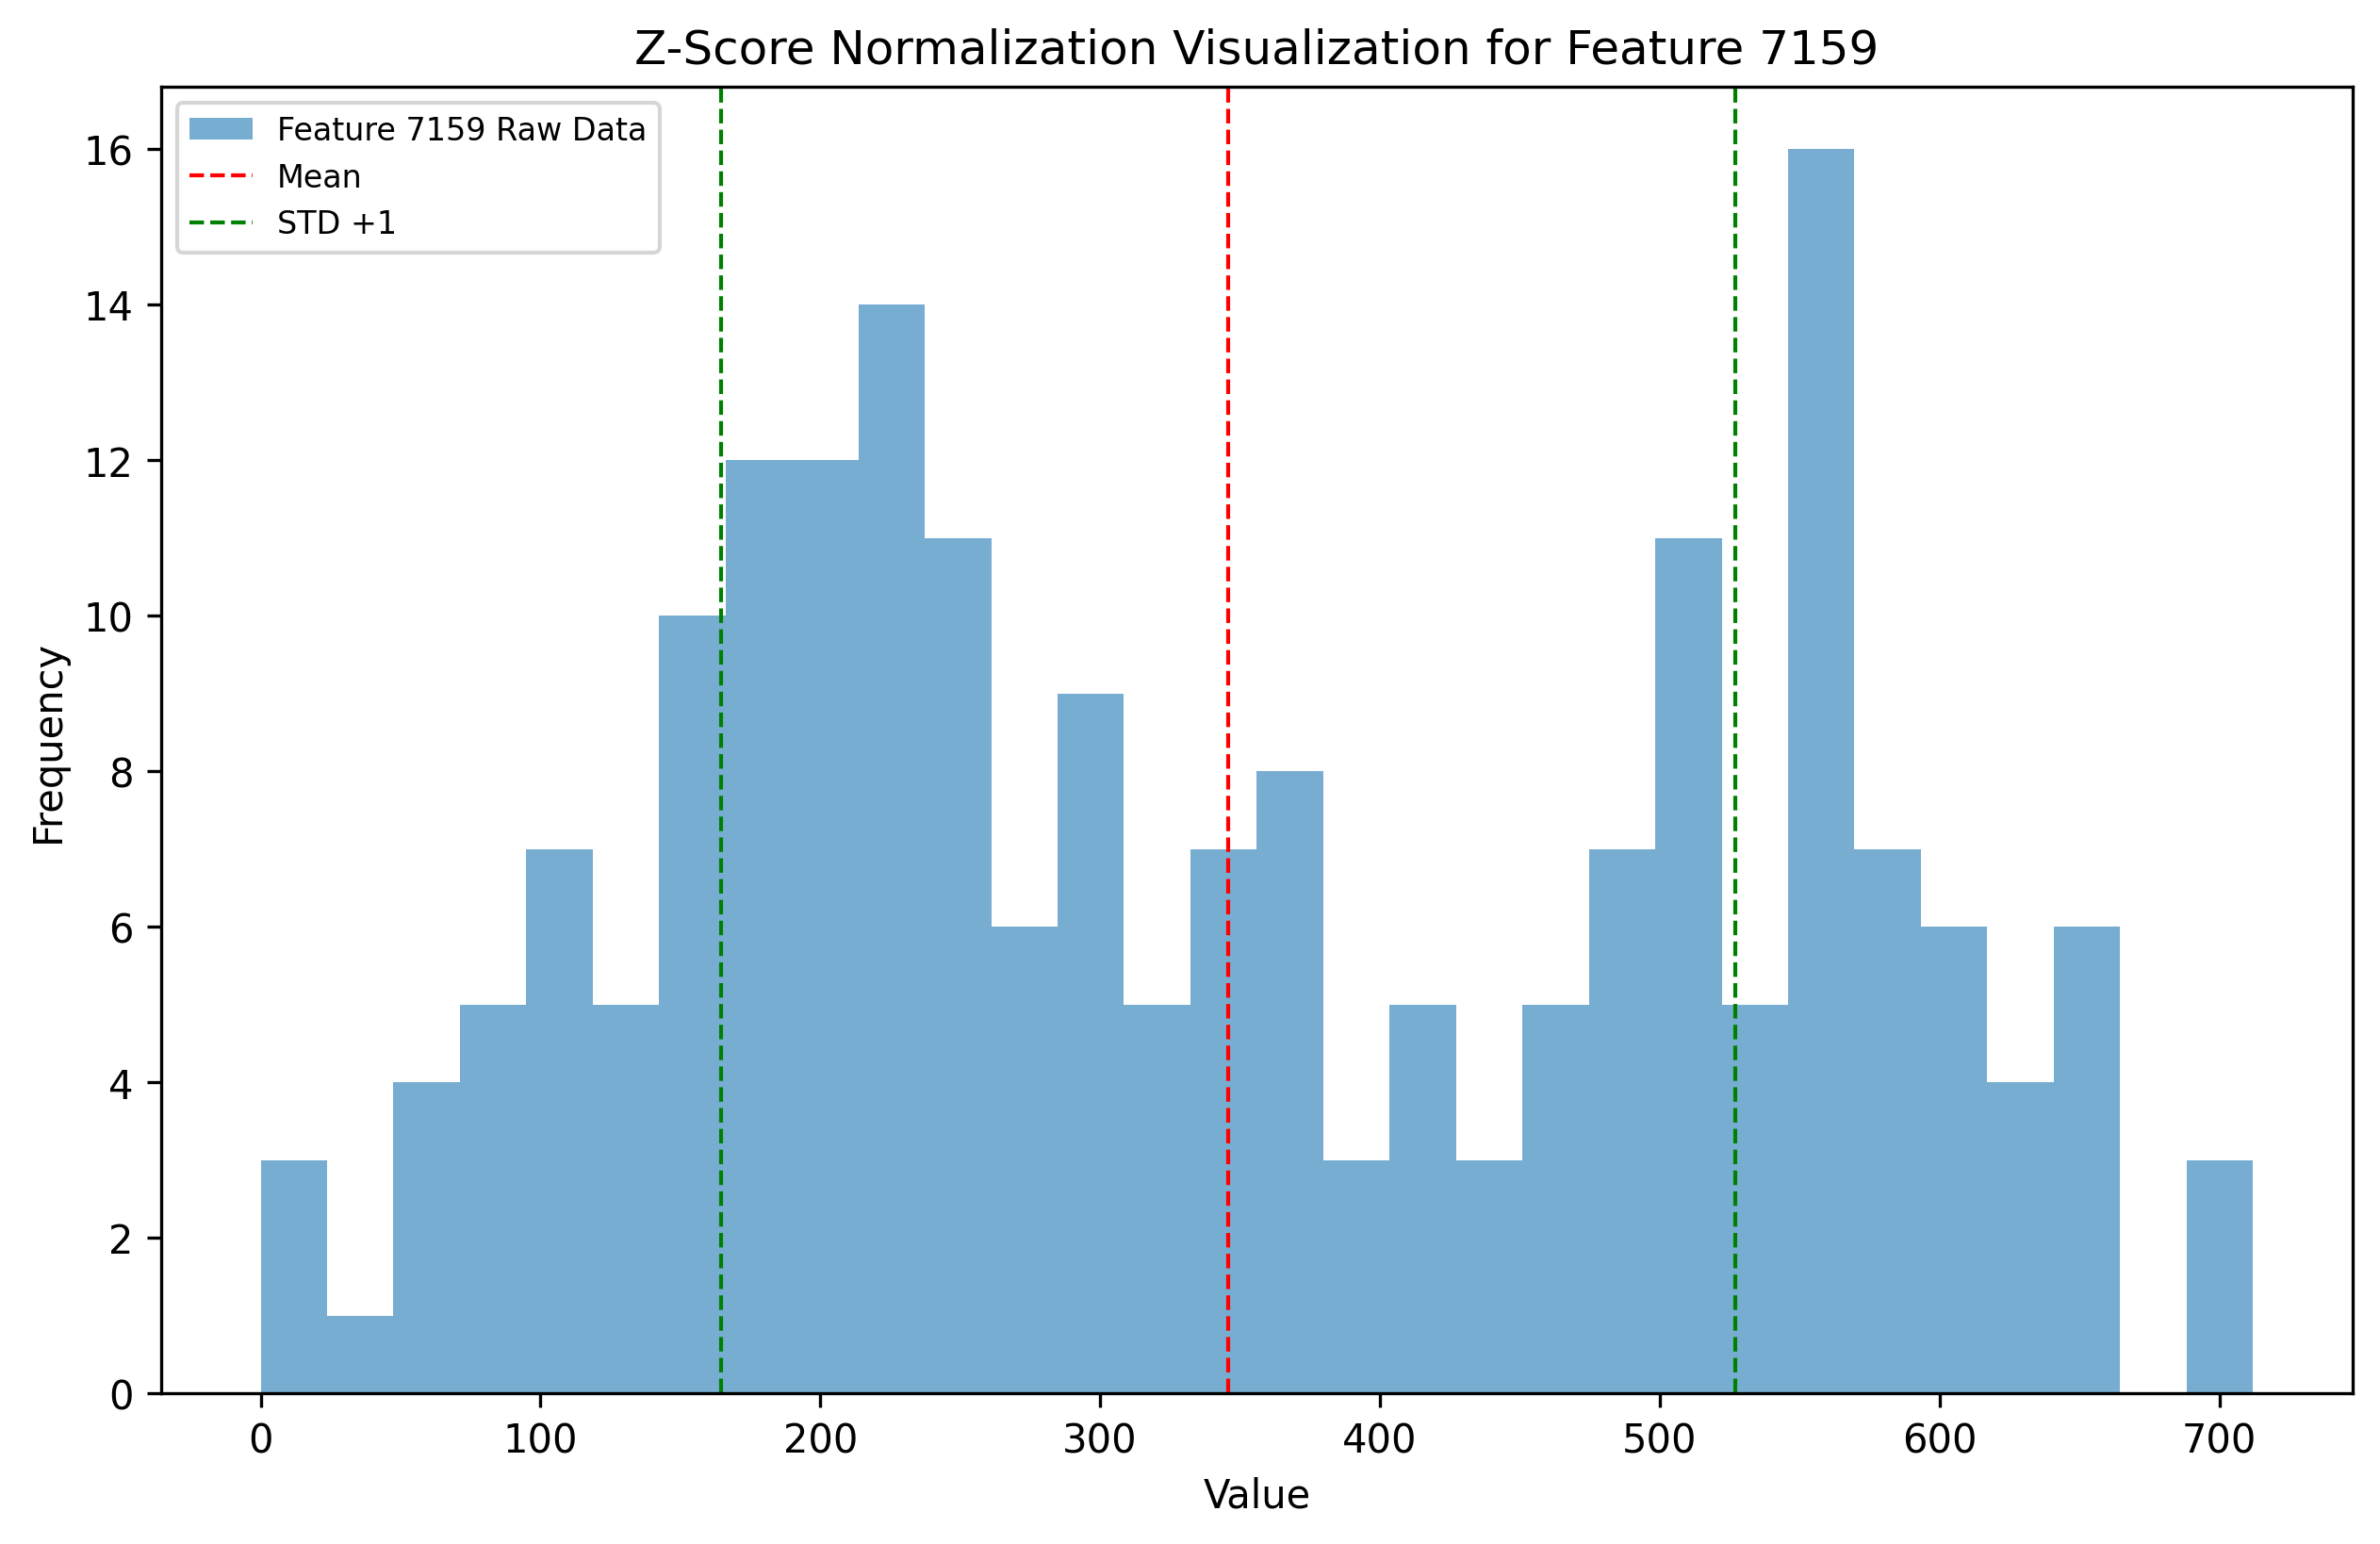 Z-Score Normalization Visualization for Feature 7159
Feature 7159 Raw Data
Mean
STD +1
16
14
12
10
8
6
4
2
0
Frequency
0 100 200 300 400 500 600 700
Value